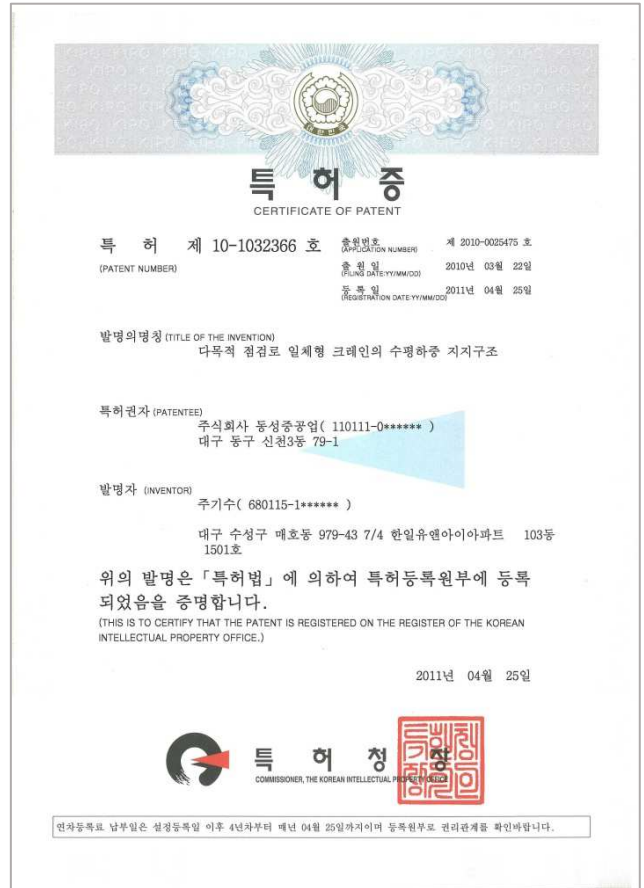 대한민국
특 허 증
CERTIFICATE OF PATENT
특 허 제 10-1032366 호
(PATENT NUMBER)
출원번호 제 2010-0025475 호
(APPLICATION NUMBER)
출 원 일 2010년 03월 22일
(FILING DATE:YY/MM/DD)
등 록 일 2011년 04월 25일
(REGISTRATION DATE:YY/MM/DD)
발명의명칭 (TITLE OF THE INVENTION)
다목적 점검로 일체형 크레인의 수평하중 지지구조
특허권자 (PATENTEE)
주식회사 동성중공업( 110111-0****** )
대구 동구 신천3동 79-1
발명자 (INVENTOR)
주기수( 680115-1****** )
대구 수성구 매호동 979-43 7/4 한일유앤아이아파트 103동
1501호
위의 발명은 「특허법」에 의하여 특허등록원부에 등록
되었음을 증명합니다.
(THIS IS TO CERTIFY THAT THE PATENT IS REGISTERED ON THE REGISTER OF THE KOREAN
INTELLECTUAL PROPERTY OFFICE.)
2011년 04월 25일
특 허 청 장
COMMISSIONER, THE KOREAN INTELLECTUAL PROPERTY OFFICE
연차등록료 납부일은 설정등록일 이후 4년차부터 매년 04월 25일까지이며 등록원부로 권리관계를 확인바랍니다.